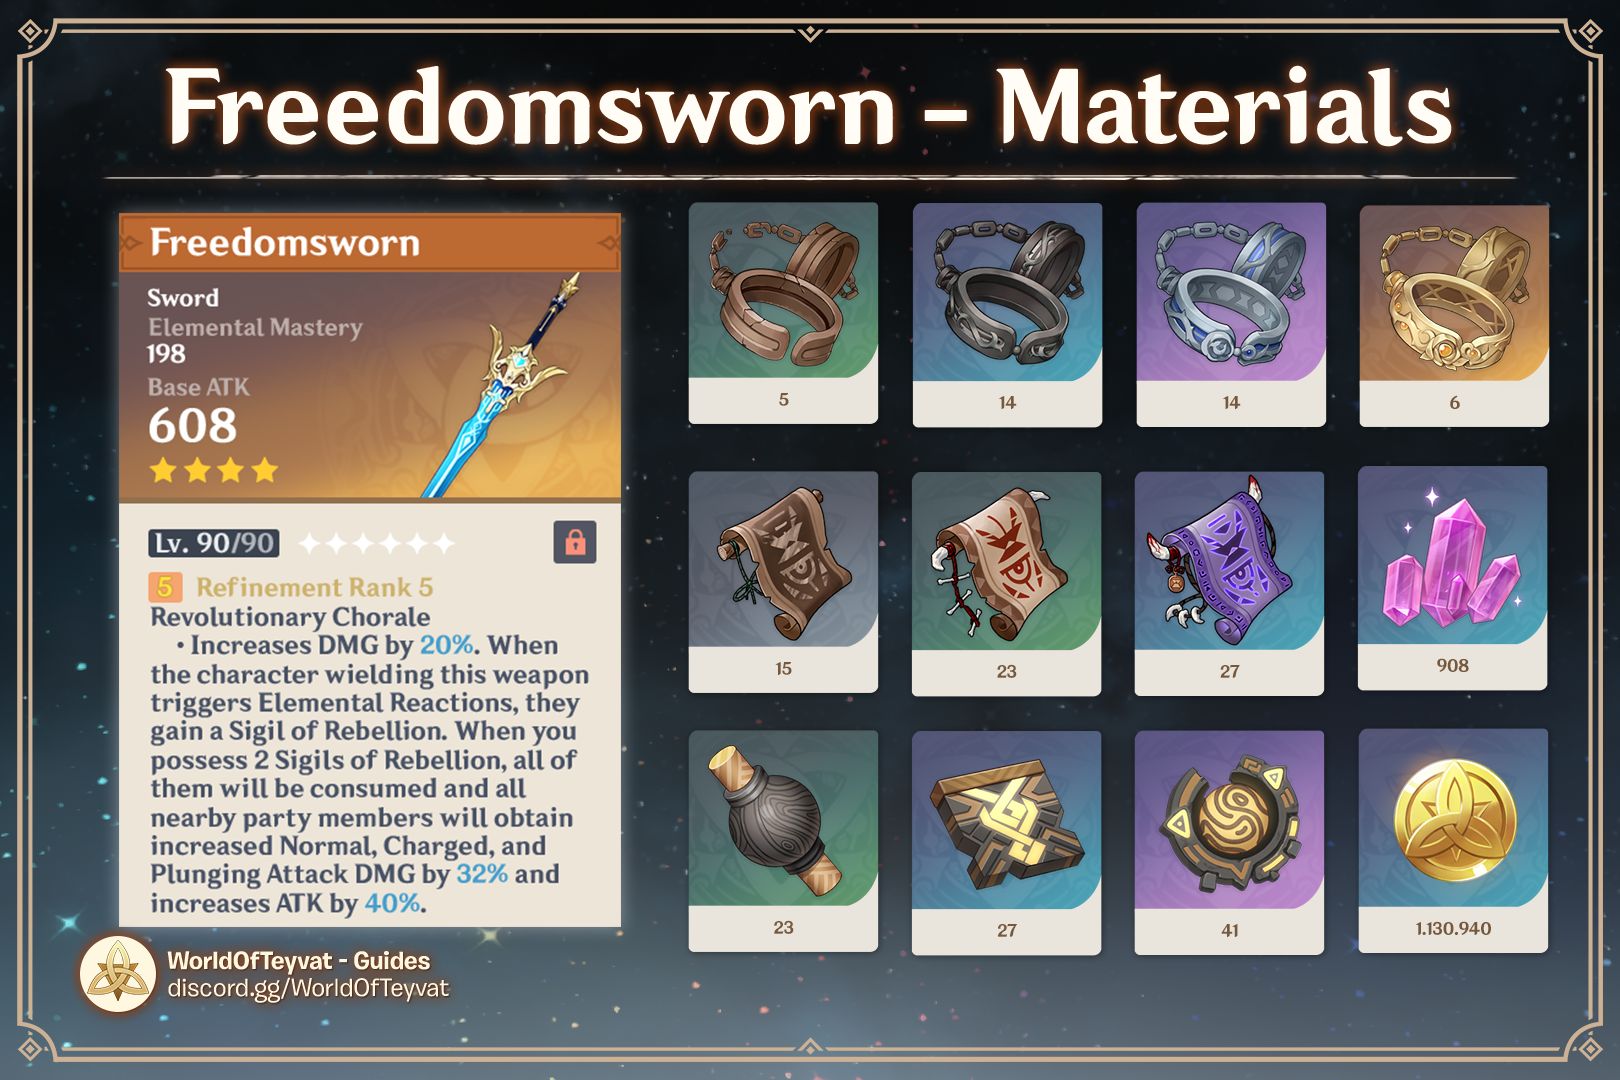 Freedomsworn - Materials
Freedomsworn
Sword
Elemental Mastery
198
Base ATK
608
Lv. 90/90
5 Refinement Rank 5
Revolutionary Chorale
• Increases DMG by 20%. When
the character wielding this weapon
triggers Elemental Reactions, they
gain a Sigil of Rebellion. When you
possess 2 Sigils of Rebellion, all of
them will be consumed and all
nearby party members will obtain
increased Normal, Charged, and
Plunging Attack DMG by 32% and
increases ATK by 40%.
5
14
14
6
15
23
27
908
23
27
41
1.130.940
WorldOfTeyvat - Guides
discord.gg/WorldOfTeyvat